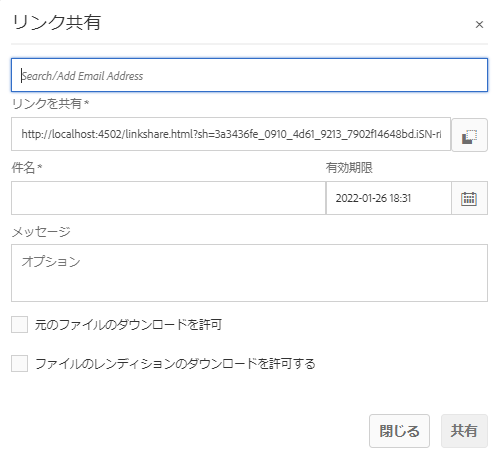 リンク共有
×
Search/Add Email Address
リンクを共有*
http://localhost:4502/linkshare.html?sh=3a3436fe_0910_4d61_9213_7902f14648bd.iSN-ri
件名*
有効期限
2022-01-26 18:31
メッセージ
オプション
元のファイルのダウンロードを許可
ファイルのレンディションのダウンロードを許可する
閉じる
共有